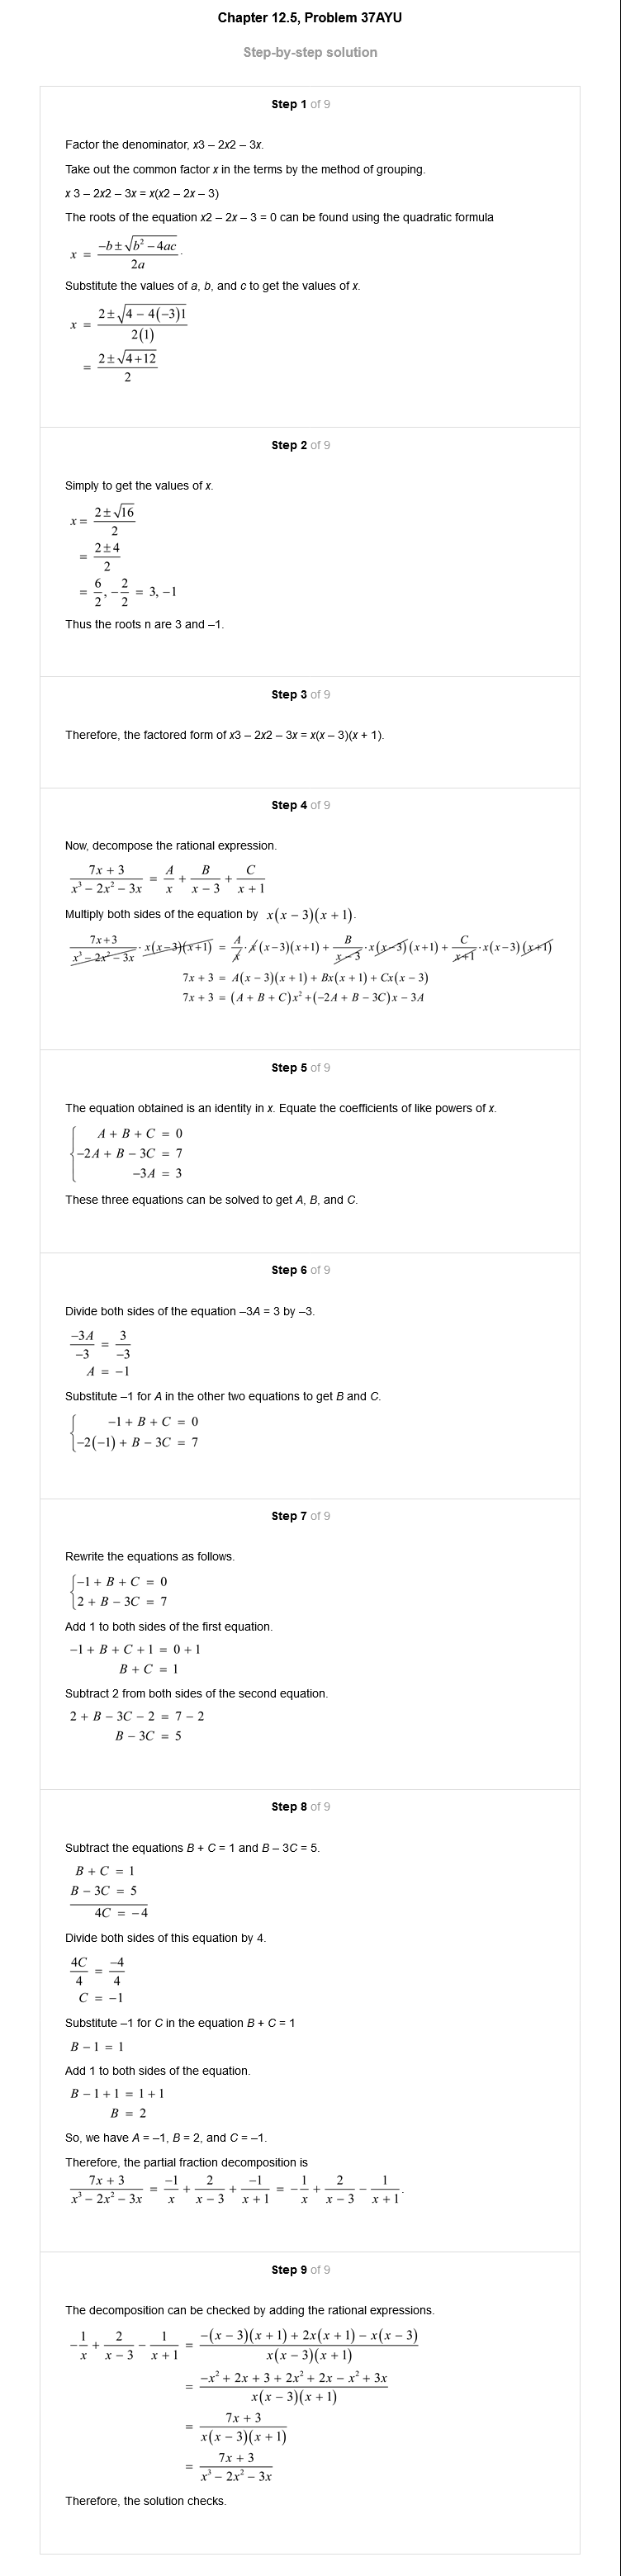 Chapter 12.5, Problem 37AYU
Step-by-step solution
Step 1 of 9
Factor the denominator, x3 – 2x2 – 3x.
Take out the common factor x in the terms by the method of grouping.
x 3 – 2x2 – 3x = x(x2 – 2x – 3)
The roots of the equation x2 – 2x – 3 = 0 can be found using the quadratic formula
x = \frac{-b ± \sqrt{b^2 - 4ac}}{2a}.
Substitute the values of a, b, and c to get the values of x.
x = \frac{2 ± \sqrt{4 - 4(-3)1}}{2(1)}
= \frac{2 ± \sqrt{4+12}}{2}
Step 2 of 9
Simply to get the values of x.
x = \frac{2 ± \sqrt{16}}{2}
= \frac{2 ± 4}{2}
= \frac{6}{2}, -\frac{2}{2} = 3, -1
Thus the roots n are 3 and –1.
Step 3 of 9
Therefore, the factored form of x3 – 2x2 – 3x = x(x – 3)(x + 1).
Step 4 of 9
Now, decompose the rational expression.
\frac{7x + 3}{x^3 - 2x^2 - 3x} = \frac{A}{x} + \frac{B}{x - 3} + \frac{C}{x + 1}
Multiply both sides of the equation by x(x - 3)(x + 1).
\frac{7x+3}{x^3 - 2x^2 - 3x} · x(x-3)(x+1) = \frac{A}{x} · x(x-3)(x+1) + \frac{B}{x-3} · x(x-3)(x+1) + \frac{C}{x+1} · x(x-3)(x+1)
7x + 3 = A(x - 3)(x + 1) + Bx(x + 1) + Cx(x - 3)
7x + 3 = (A + B + C)x^2 + (-2A + B - 3C)x - 3A
Step 5 of 9
The equation obtained is an identity in x. Equate the coefficients of like powers of x.
A + B + C = 0
-2A + B - 3C = 7
-3A = 3
These three equations can be solved to get A, B, and C.
Step 6 of 9
Divide both sides of the equation –3A = 3 by –3.
\frac{-3A}{-3} = \frac{3}{-3}
A = -1
Substitute –1 for A in the other two equations to get B and C.
-1 + B + C = 0
-2(-1) + B - 3C = 7
Step 7 of 9
Rewrite the equations as follows.
-1 + B + C = 0
2 + B - 3C = 7
Add 1 to both sides of the first equation.
-1 + B + C + 1 = 0 + 1
B + C = 1
Subtract 2 from both sides of the second equation.
2 + B - 3C - 2 = 7 - 2
B - 3C = 5
Step 8 of 9
Subtract the equations B + C = 1 and B – 3C = 5.
B + C = 1
B - 3C = 5
4C = -4
Divide both sides of this equation by 4.
\frac{4C}{4} = \frac{-4}{4}
C = -1
Substitute –1 for C in the equation B + C = 1
B - 1 = 1
Add 1 to both sides of the equation.
B - 1 + 1 = 1 + 1
B = 2
So, we have A = –1, B = 2, and C = –1.
Therefore, the partial fraction decomposition is
\frac{7x + 3}{x^3 - 2x^2 - 3x} = \frac{-1}{x} + \frac{2}{x - 3} + \frac{-1}{x + 1} = -\frac{1}{x} + \frac{2}{x - 3} - \frac{1}{x + 1}.
Step 9 of 9
The decomposition can be checked by adding the rational expressions.
-\frac{1}{x} + \frac{2}{x - 3} - \frac{1}{x + 1} = \frac{-(x - 3)(x + 1) + 2x(x + 1) - x(x - 3)}{x(x - 3)(x + 1)}
= \frac{-x^2 + 2x + 3 + 2x^2 + 2x - x^2 + 3x}{x(x - 3)(x + 1)}
= \frac{7x + 3}{x(x - 3)(x + 1)}
= \frac{7x + 3}{x^3 - 2x^2 - 3x}
Therefore, the solution checks.